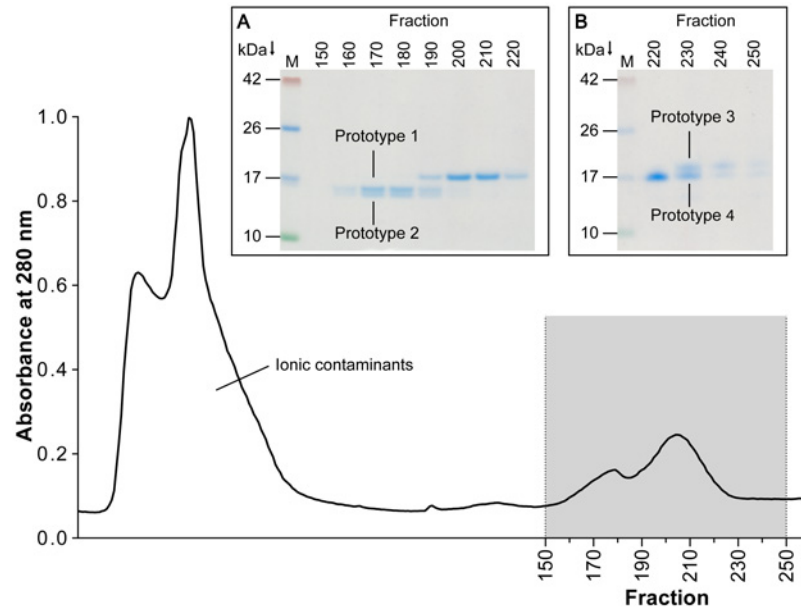 A
Fraction
kDa↓ M 150 160 170 180 190 200 210 220
42
26
Prototype 1
17
Prototype 2
10
B
Fraction
kDa↓ M 220 230 240 250
42
26
Prototype 3
17
Prototype 4
10
Absorbance at 280 nm
1.0
0.8
0.6
0.4
0.2
0.0
Ionic contaminants
150 170 190 210 230 250
Fraction